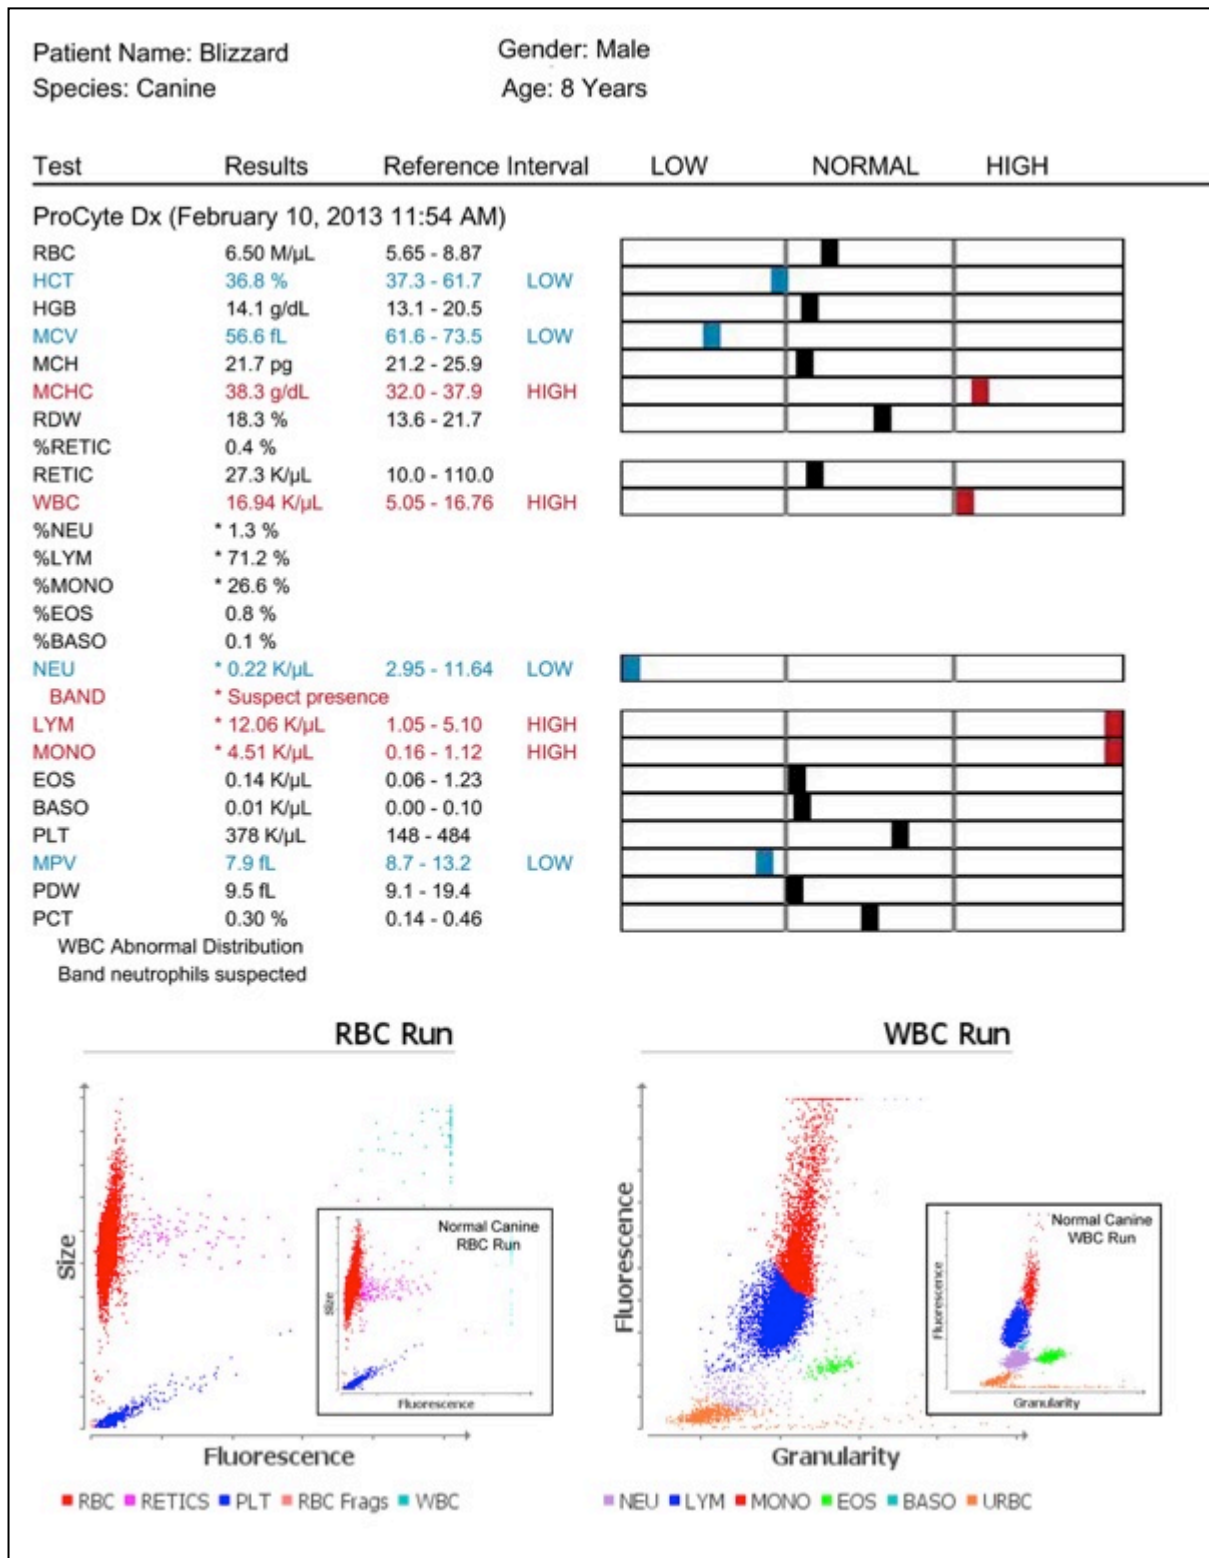 Patient Name: Blizzard Gender: Male
Species: Canine Age: 8 Years
Test Results Reference Interval LOW NORMAL HIGH
ProCyte Dx (February 10, 2013 11:54 AM)
RBC 6.50 M/µL 5.65 - 8.87
HCT 36.8 % 37.3 - 61.7 LOW
HGB 14.1 g/dL 13.1 - 20.5
MCV 56.6 fL 61.6 - 73.5 LOW
MCH 21.7 pg 21.2 - 25.9
MCHC 38.3 g/dL 32.0 - 37.9 HIGH
RDW 18.3 % 13.6 - 21.7
%RETIC 0.4 %
RETIC 27.3 K/µL 10.0 - 110.0
WBC 16.94 K/µL 5.05 - 16.76 HIGH
%NEU * 1.3 %
%LYM * 71.2 %
%MONO * 26.6 %
%EOS 0.8 %
%BASO 0.1 %
NEU * 0.22 K/µL 2.95 - 11.64 LOW
BAND * Suspect presence
LYM * 12.06 K/µL 1.05 - 5.10 HIGH
MONO * 4.51 K/µL 0.16 - 1.12 HIGH
EOS 0.14 K/µL 0.06 - 1.23
BASO 0.01 K/µL 0.00 - 0.10
PLT 378 K/µL 148 - 484
MPV 7.9 fL 8.7 - 13.2 LOW
PDW 9.5 fL 9.1 - 19.4
PCT 0.30 % 0.14 - 0.46
WBC Abnormal Distribution
Band neutrophils suspected
RBC Run
Size
Normal Canine
RBC Run
Size
Fluorescence
Fluorescence
RBC RETICS PLT RBC Frags WBC
WBC Run
Fluorescence
Normal Canine
WBC Run
Fluorescence
Granularity
Granularity
NEU LYM MONO EOS BASO URBC